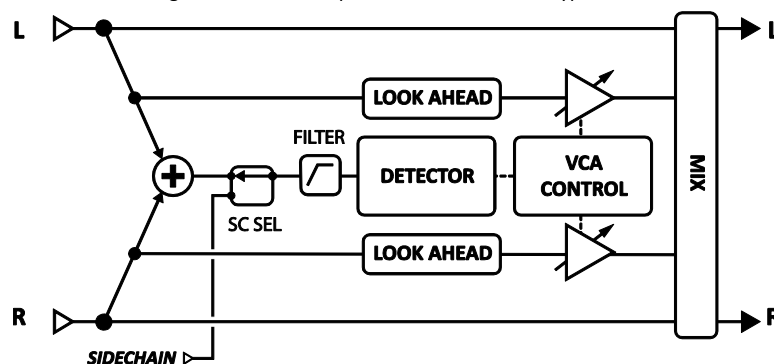 L
L
LOOK AHEAD
FILTER
DETECTOR
VCA
CONTROL
MIX
SC SEL
LOOK AHEAD
R
SIDECHAIN